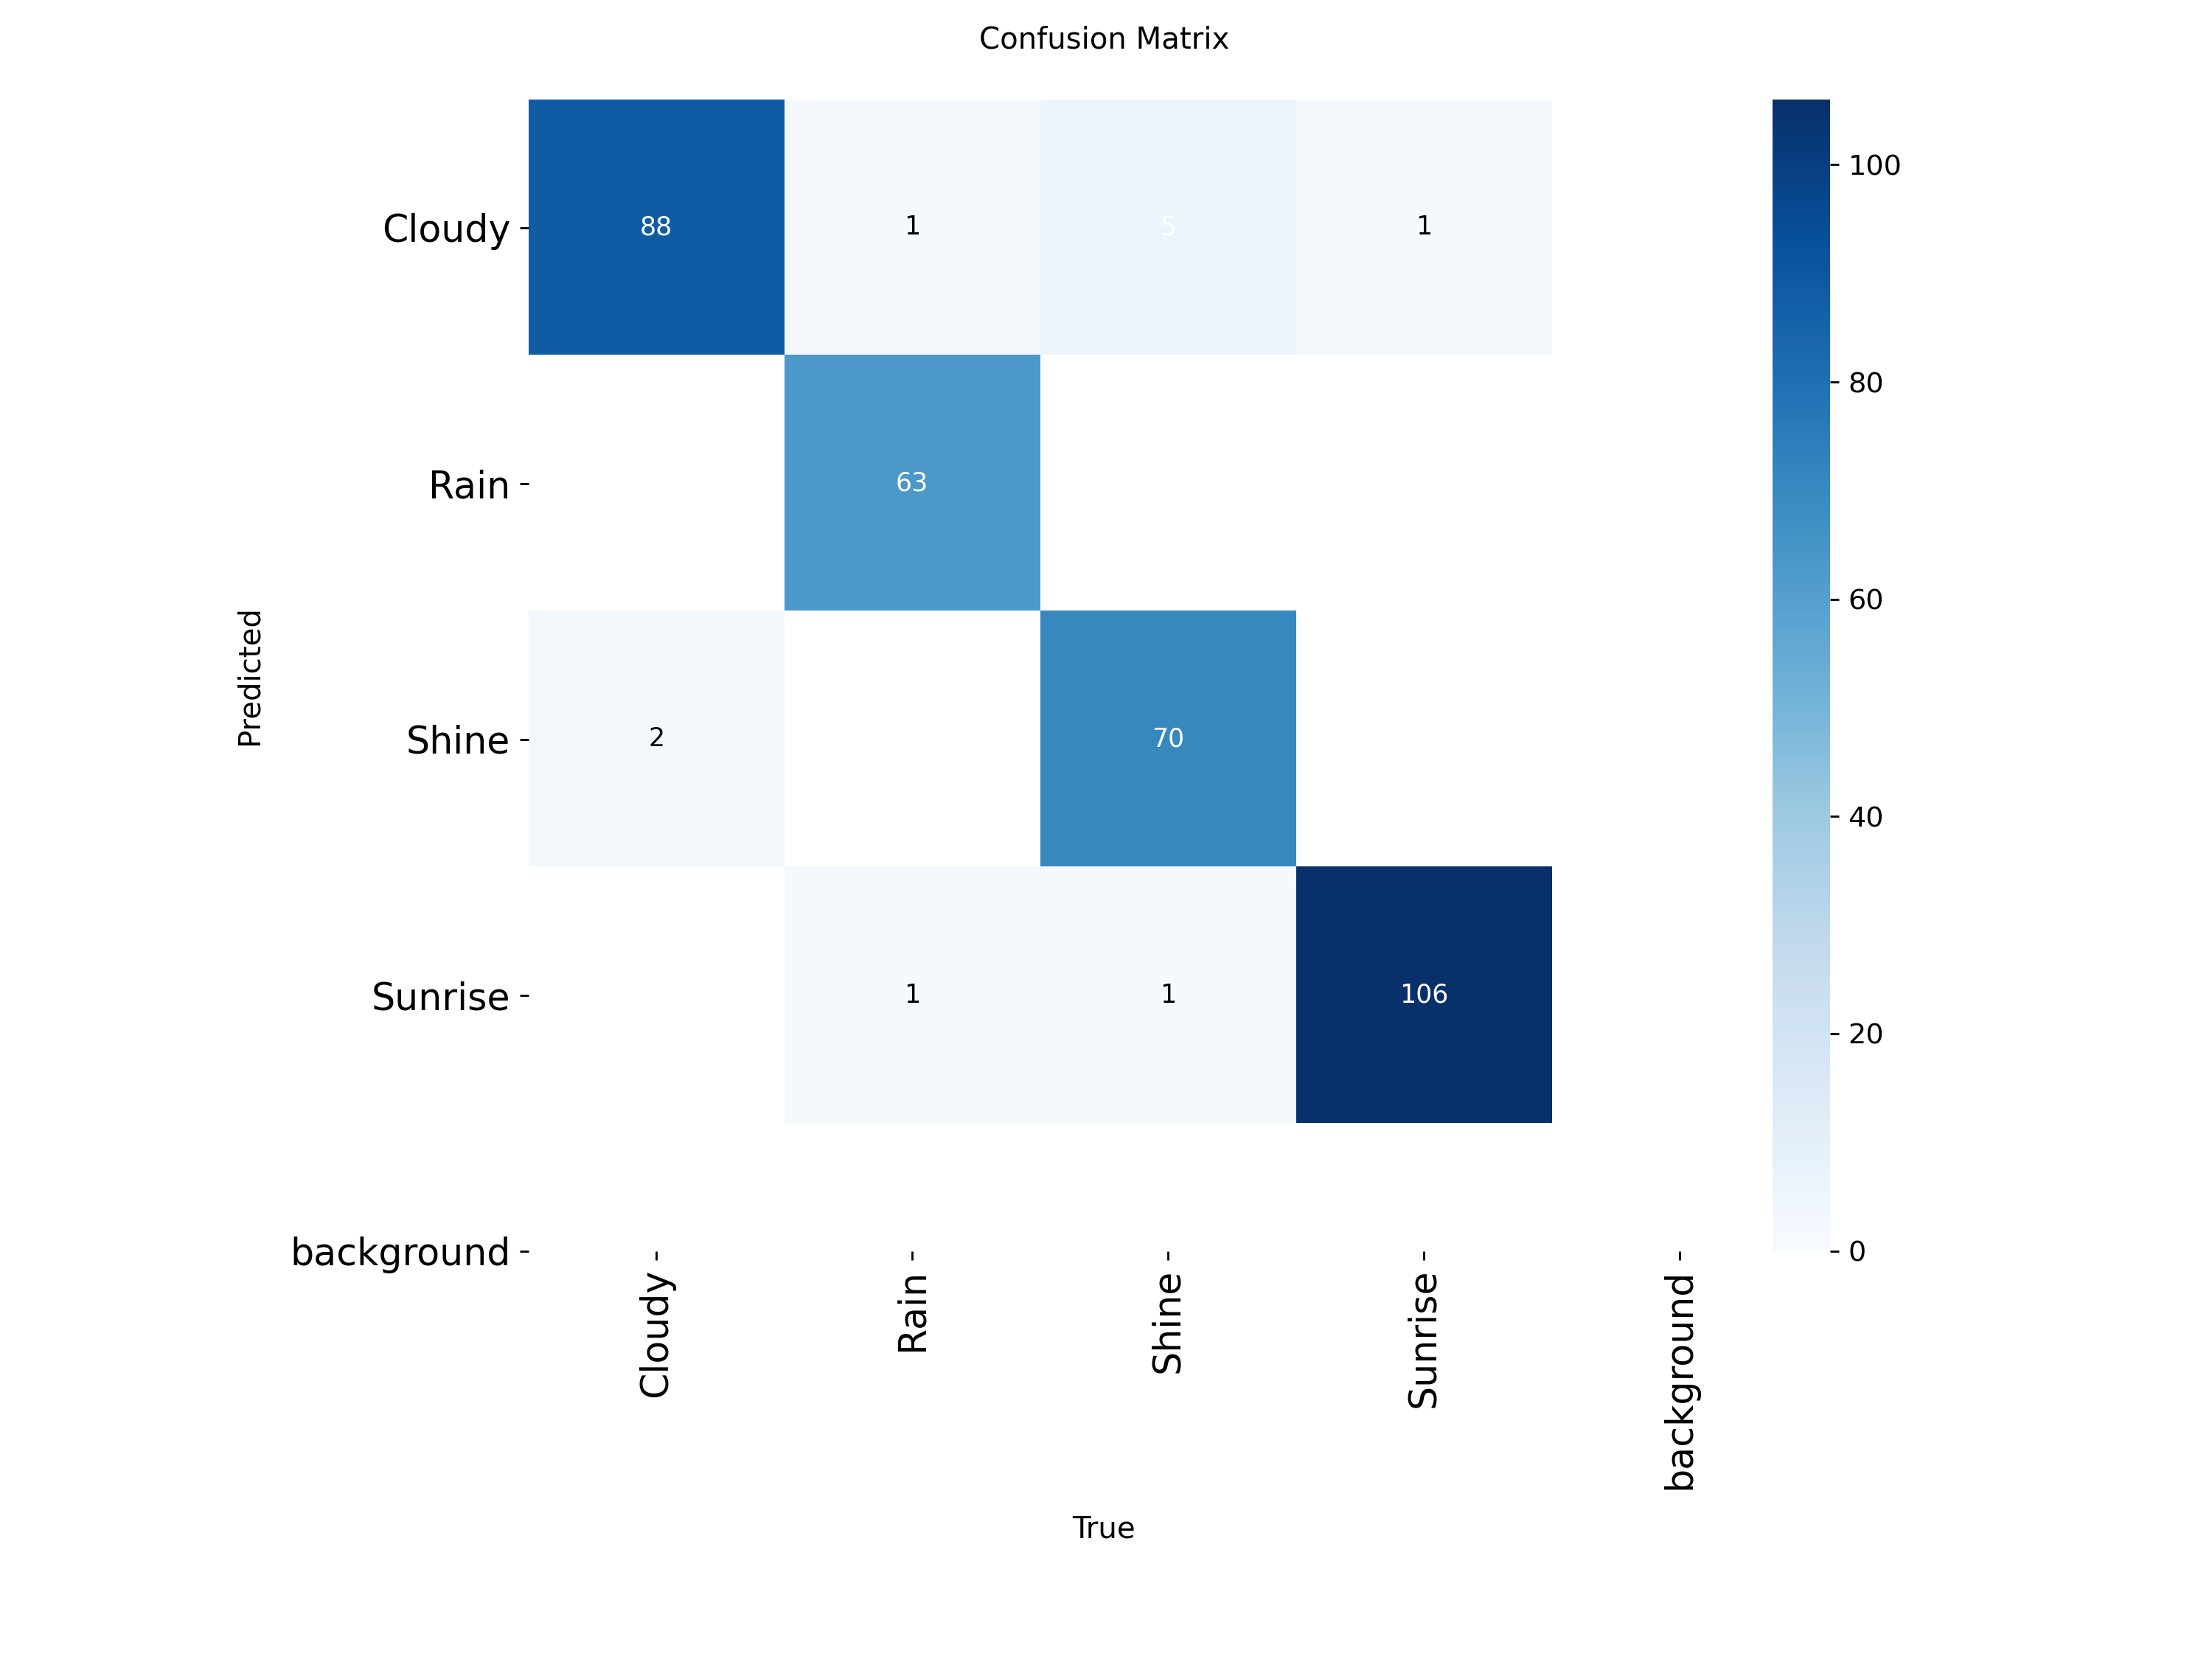 Confusion Matrix
Cloudy
88
1
5
1
Rain
63
Shine
2
70
Sunrise
1
1
106
background
Predicted
Cloudy
Rain
Shine
Sunrise
background
True
100
80
60
40
20
0